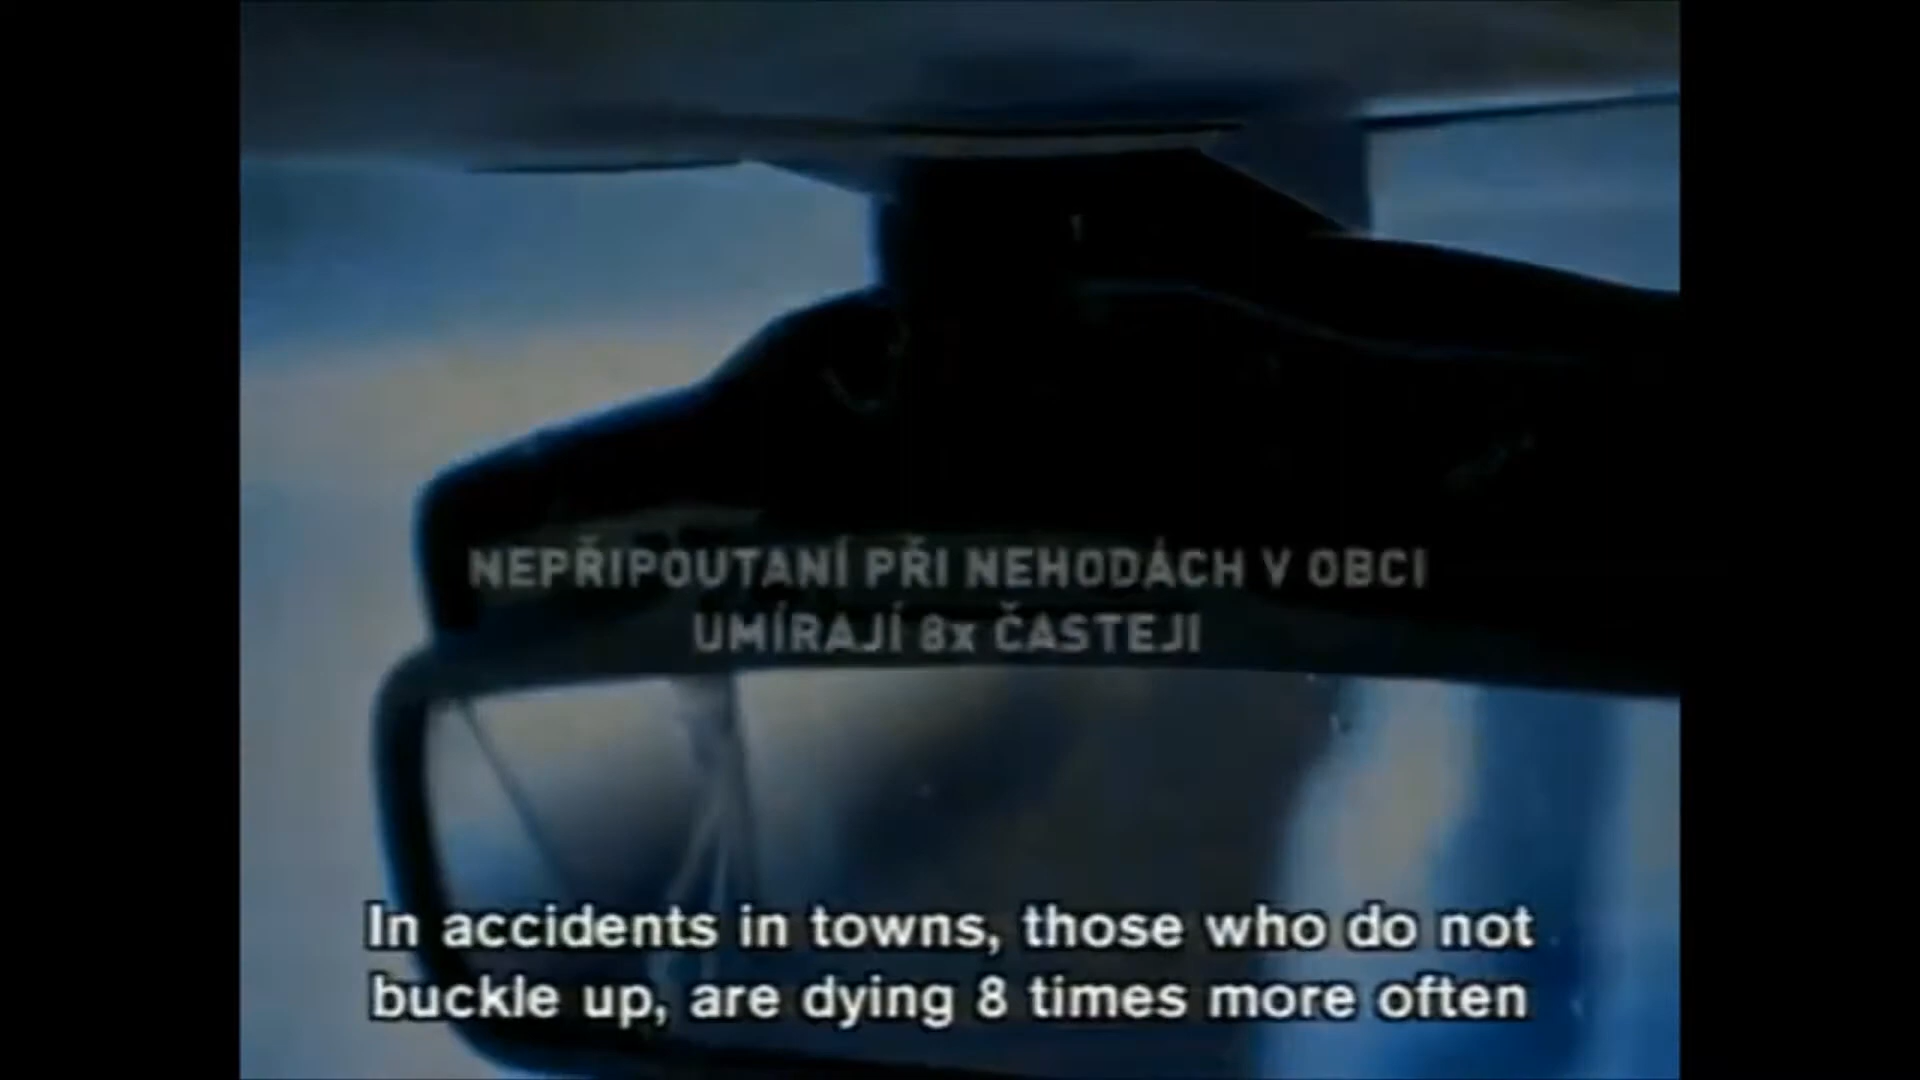 NEPŘIPOUTANÍ PŘI NEHODÁCH V OBCI
UMÍRAJÍ 8x ČASTEJI
In accidents in towns, those who do not
buckle up, are dying 8 times more often